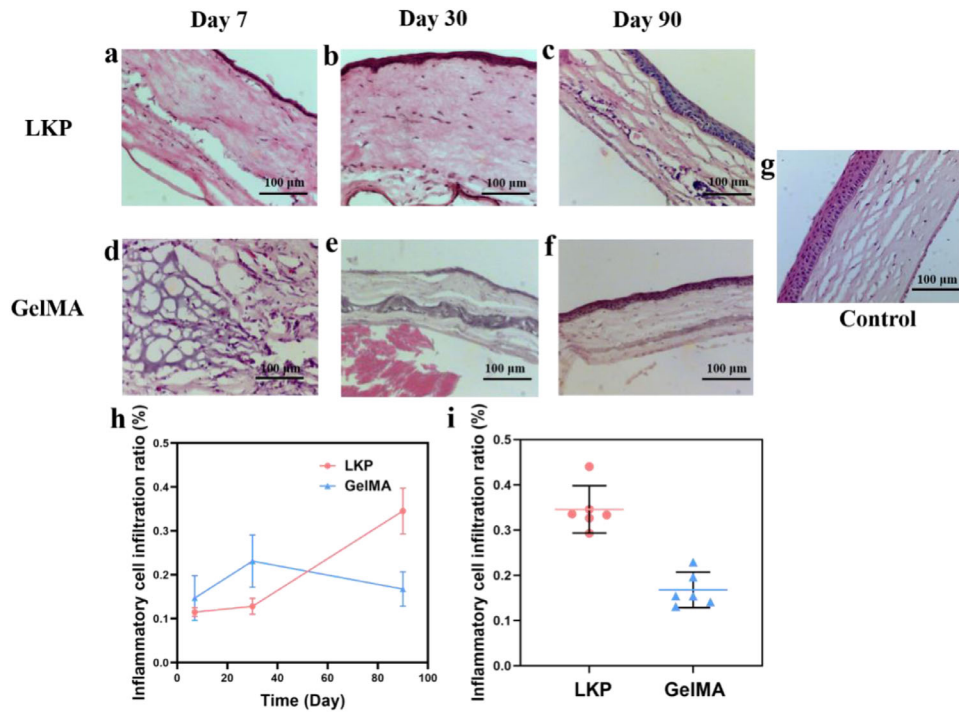 Day 7
Day 30
Day 90
LKP
a
100 μm
b
100 μm
c
100 μm
g
100 μm
Control
GelMA
d
100 μm
e
100 μm
f
100 μm
h
Inflammatory cell infiltration ratio (%)
0.5
0.4
0.3
0.2
0.1
0.0
LKP
GelMA
0 20 40 60 80 100
Time (Day)
i
Inflammatory cell infiltration ratio (%)
0.5
0.4
0.3
0.2
0.1
0.0
LKP GelMA